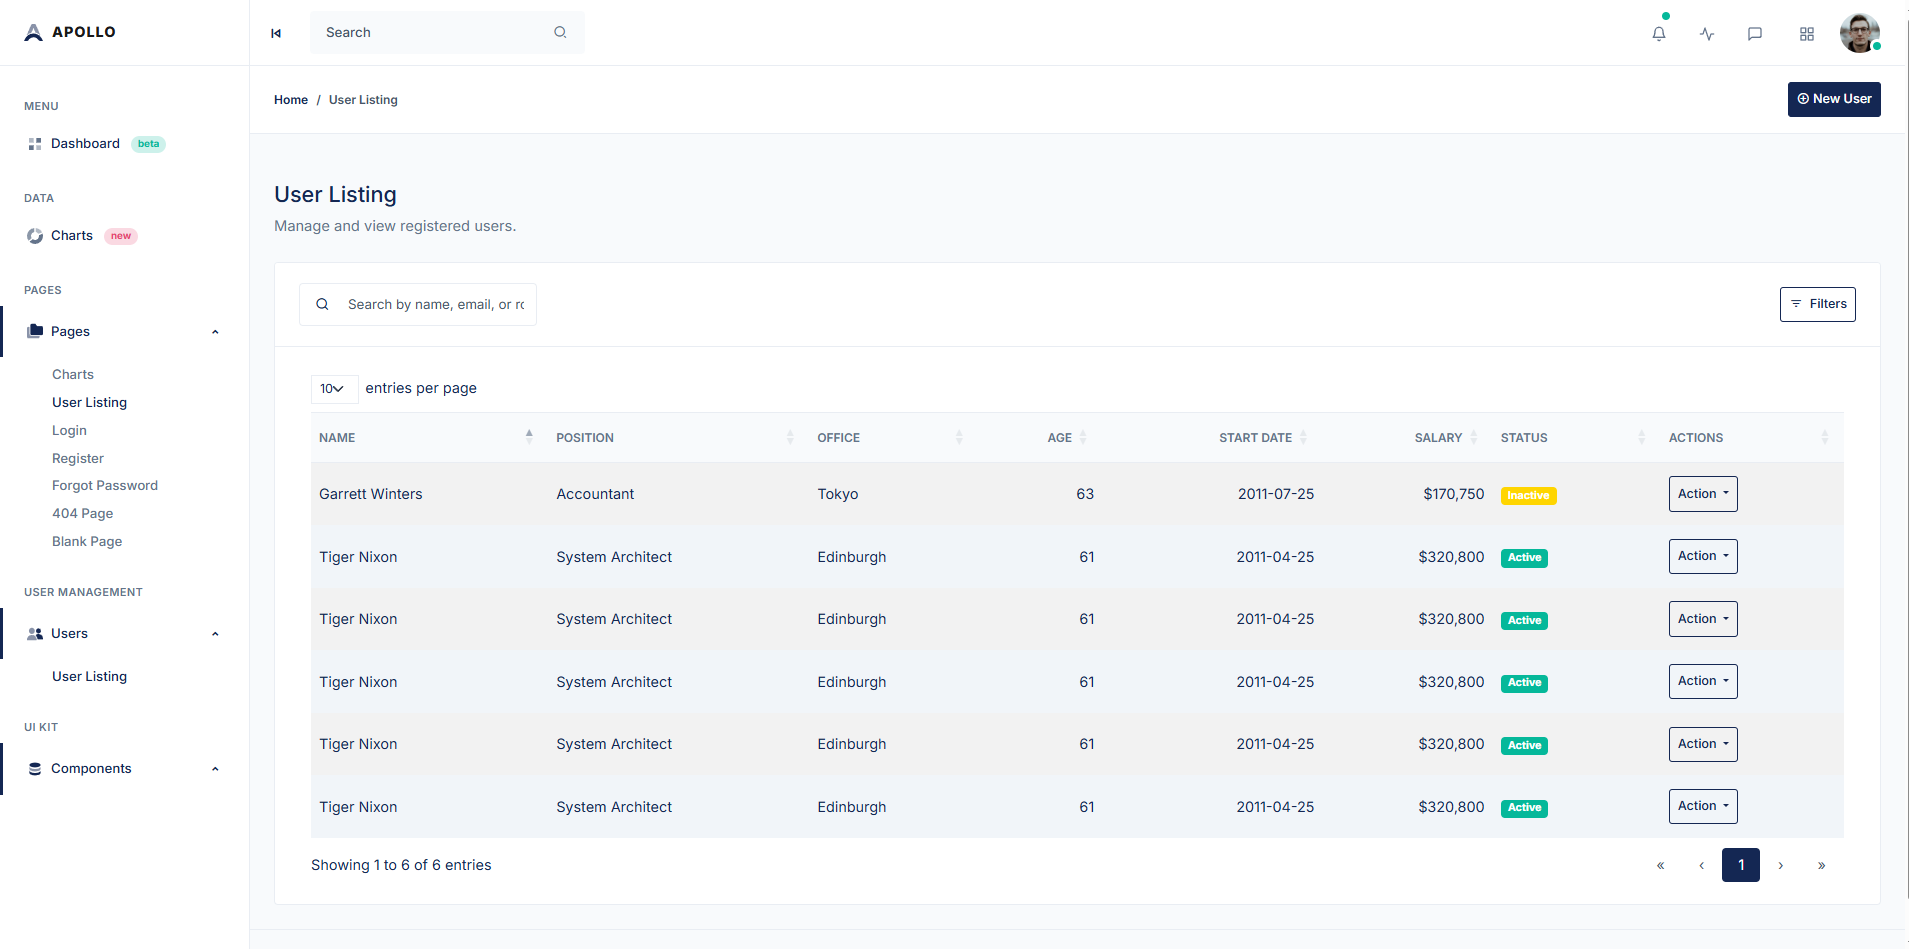 APOLLO
Search
MENU
Dashboard beta
DATA
Charts new
PAGES
Pages
Charts
User Listing
Login
Register
Forgot Password
404 Page
Blank Page
USER MANAGEMENT
Users
User Listing
UI KIT
Components
Home / User Listing
New User
User Listing
Manage and view registered users.
Search by name, email, or rc
Filters
10 entries per page
NAME POSITION OFFICE AGE START DATE SALARY STATUS ACTIONS
Garrett Winters Accountant Tokyo 63 2011-07-25 $170,750 Inactive Action
Tiger Nixon System Architect Edinburgh 61 2011-04-25 $320,800 Active Action
Tiger Nixon System Architect Edinburgh 61 2011-04-25 $320,800 Active Action
Tiger Nixon System Architect Edinburgh 61 2011-04-25 $320,800 Active Action
Tiger Nixon System Architect Edinburgh 61 2011-04-25 $320,800 Active Action
Tiger Nixon System Architect Edinburgh 61 2011-04-25 $320,800 Active Action
Showing 1 to 6 of 6 entries
« ‹ 1 › »